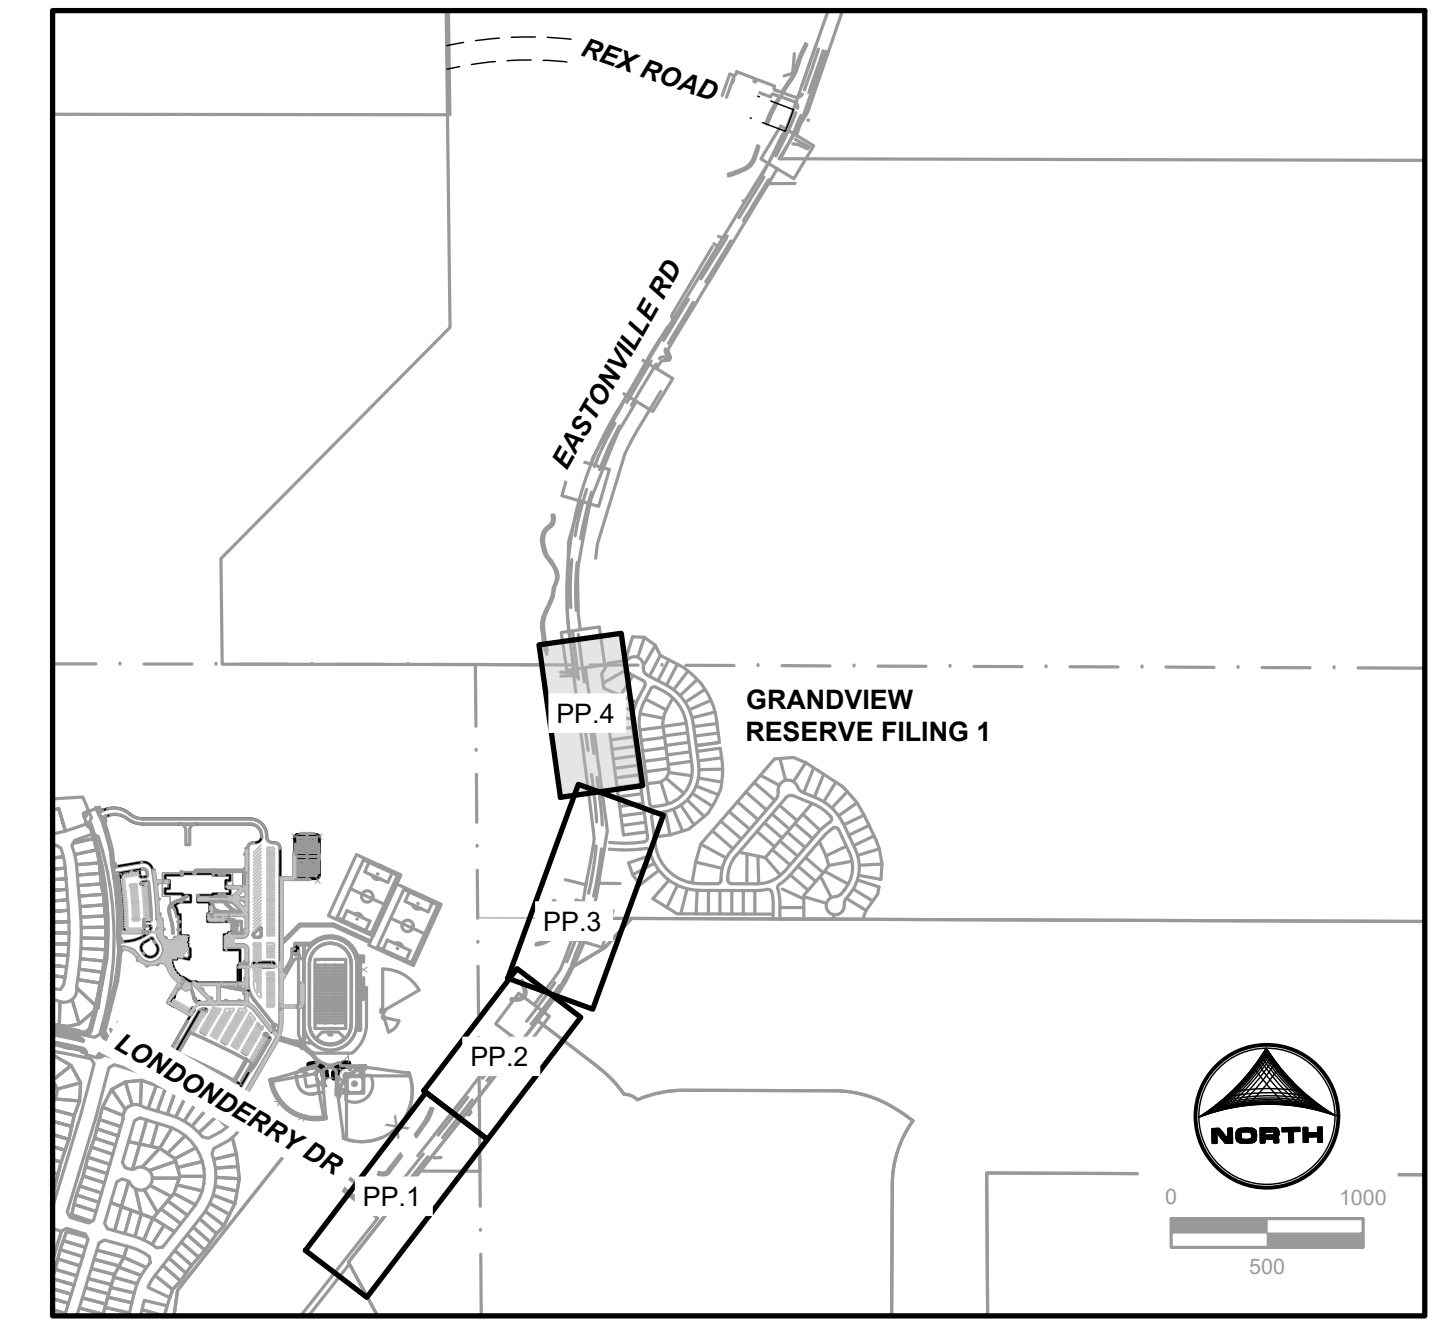 REX ROAD
EASTONVILLE RD
PP.4
GRANDVIEW
RESERVE FILING 1
PP.3
LONDONDERRY DR
PP.2
PP.1
NORTH
0
1000
500